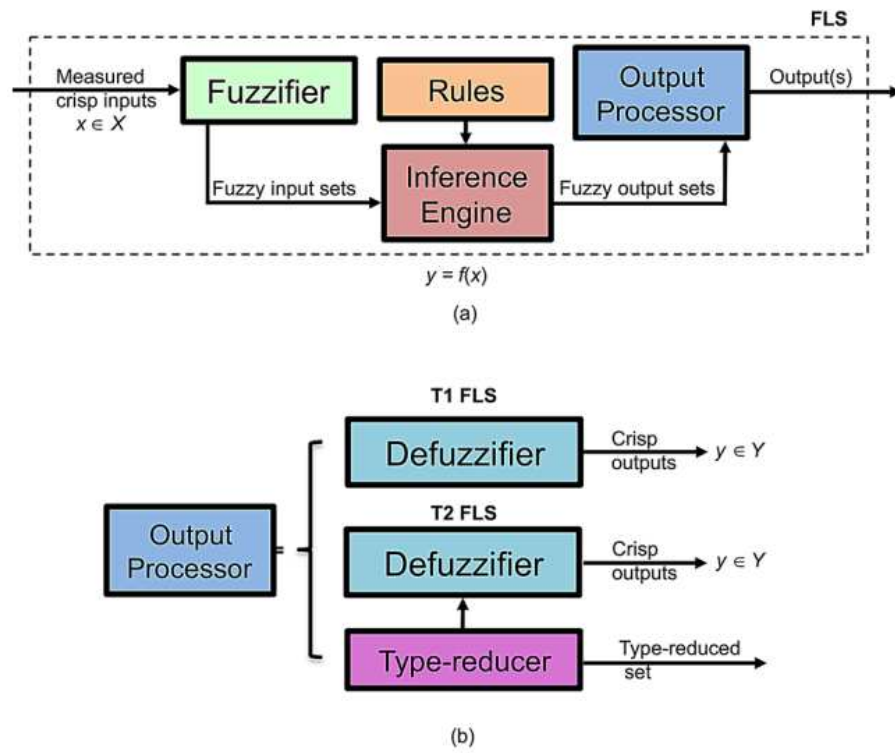 FLS
Measured
crisp inputs
x ∈ X
Fuzzifier
Rules
Output
Processor
Output(s)
Fuzzy input sets
Inference
Engine
Fuzzy output sets
y = f(x)
(a)
T1 FLS
Defuzzifier
Crisp
outputs
y ∈ Y
T2 FLS
Output
Processor
=
Defuzzifier
Crisp
outputs
y ∈ Y
Type-reducer
Type-reduced
set
(b)